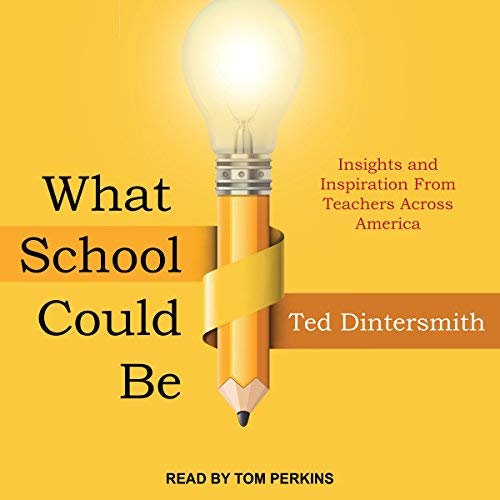 What
School
Could
Be
Insights and
Inspiration From
Teachers Across
America
Ted Dintersmith
READ BY TOM PERKINS